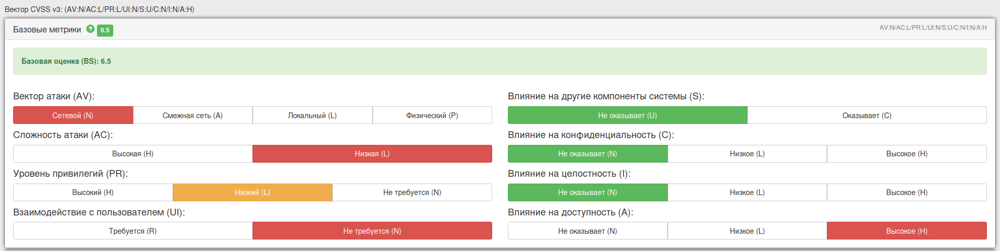 Вектор CVSS v3: (AV:N/AC:L/PR:L/UI:N/S:U/C:N/I:N/A:H)
Базовые метрики ? 6.5 AV:N/AC:L/PR:L/UI:N/S:U/C:N/I:N/A:H
Базовая оценка (BS): 6.5
Вектор атаки (AV):
Сетевой (N) Смежная сеть (A) Локальный (L) Физический (P)
Сложность атаки (AC):
Высокая (H) Низкая (L)
Уровень привилегий (PR):
Высокий (H) Низкий (L) Не требуется (N)
Взаимодействие с пользователем (UI):
Требуется (R) Не требуется (N)
Влияние на другие компоненты системы (S):
Не оказывает (U) Оказывает (C)
Влияние на конфиденциальность (C):
Не оказывает (N) Низкое (L) Высокое (H)
Влияние на целостность (I):
Не оказывает (N) Низкое (L) Высокое (H)
Влияние на доступность (A):
Не оказывает (N) Низкое (L) Высокое (H)